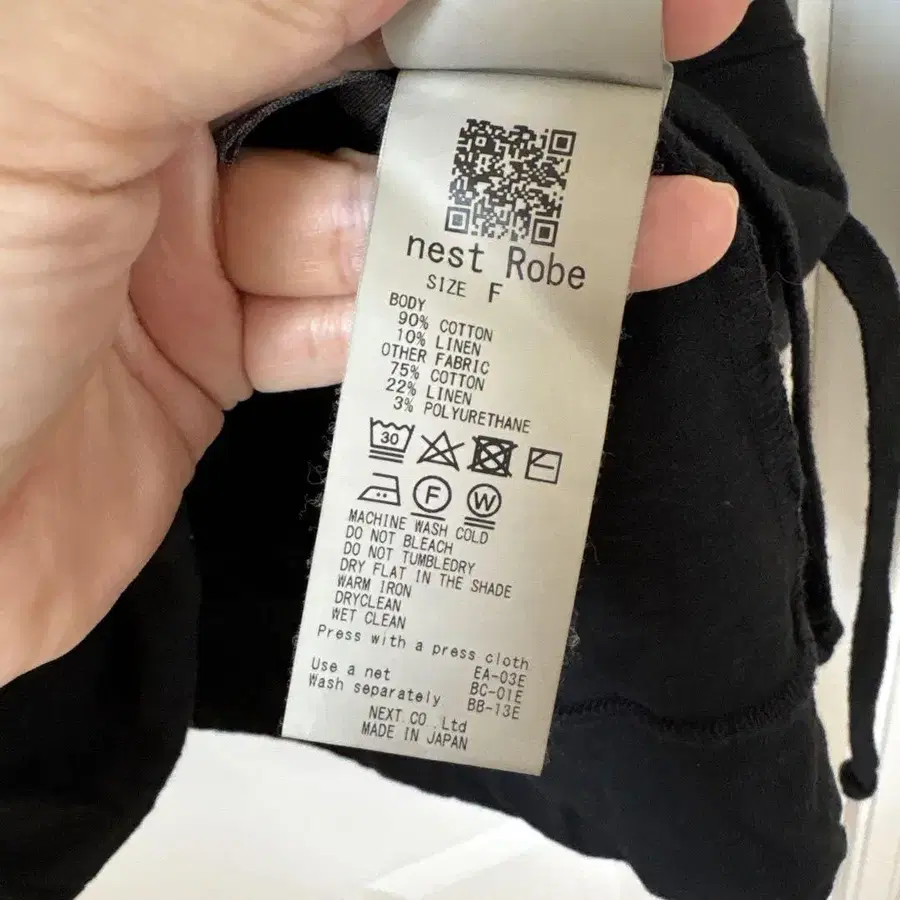 nest Robe
SIZE F
BODY
90% COTTON
10% LINEN
OTHER FABRIC
75% COTTON
22% LINEN
3% POLYURETHANE
30
F W
MACHINE WASH COLD
DO NOT BLEACH
DO NOT TUMBLEDRY
DRY FLAT IN THE SHADE
WARM IRON
DRYCLEAN
WET CLEAN
Press with a press cloth
Use a net EA-03E
Wash separately BC-01E
BB-13E
NEXT.CO.,Ltd
MADE IN JAPAN